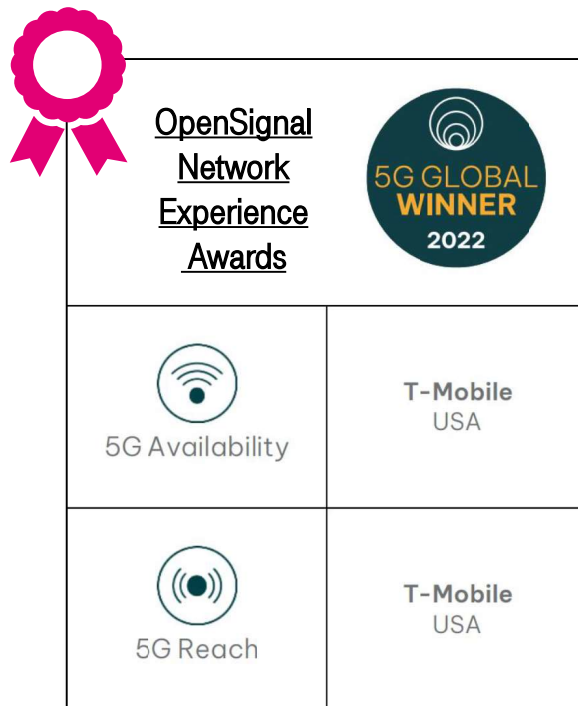 OpenSignal
Network
Experience
Awards
5G GLOBAL
WINNER
2022
5G Availability
T-Mobile
USA
5G Reach
T-Mobile
USA